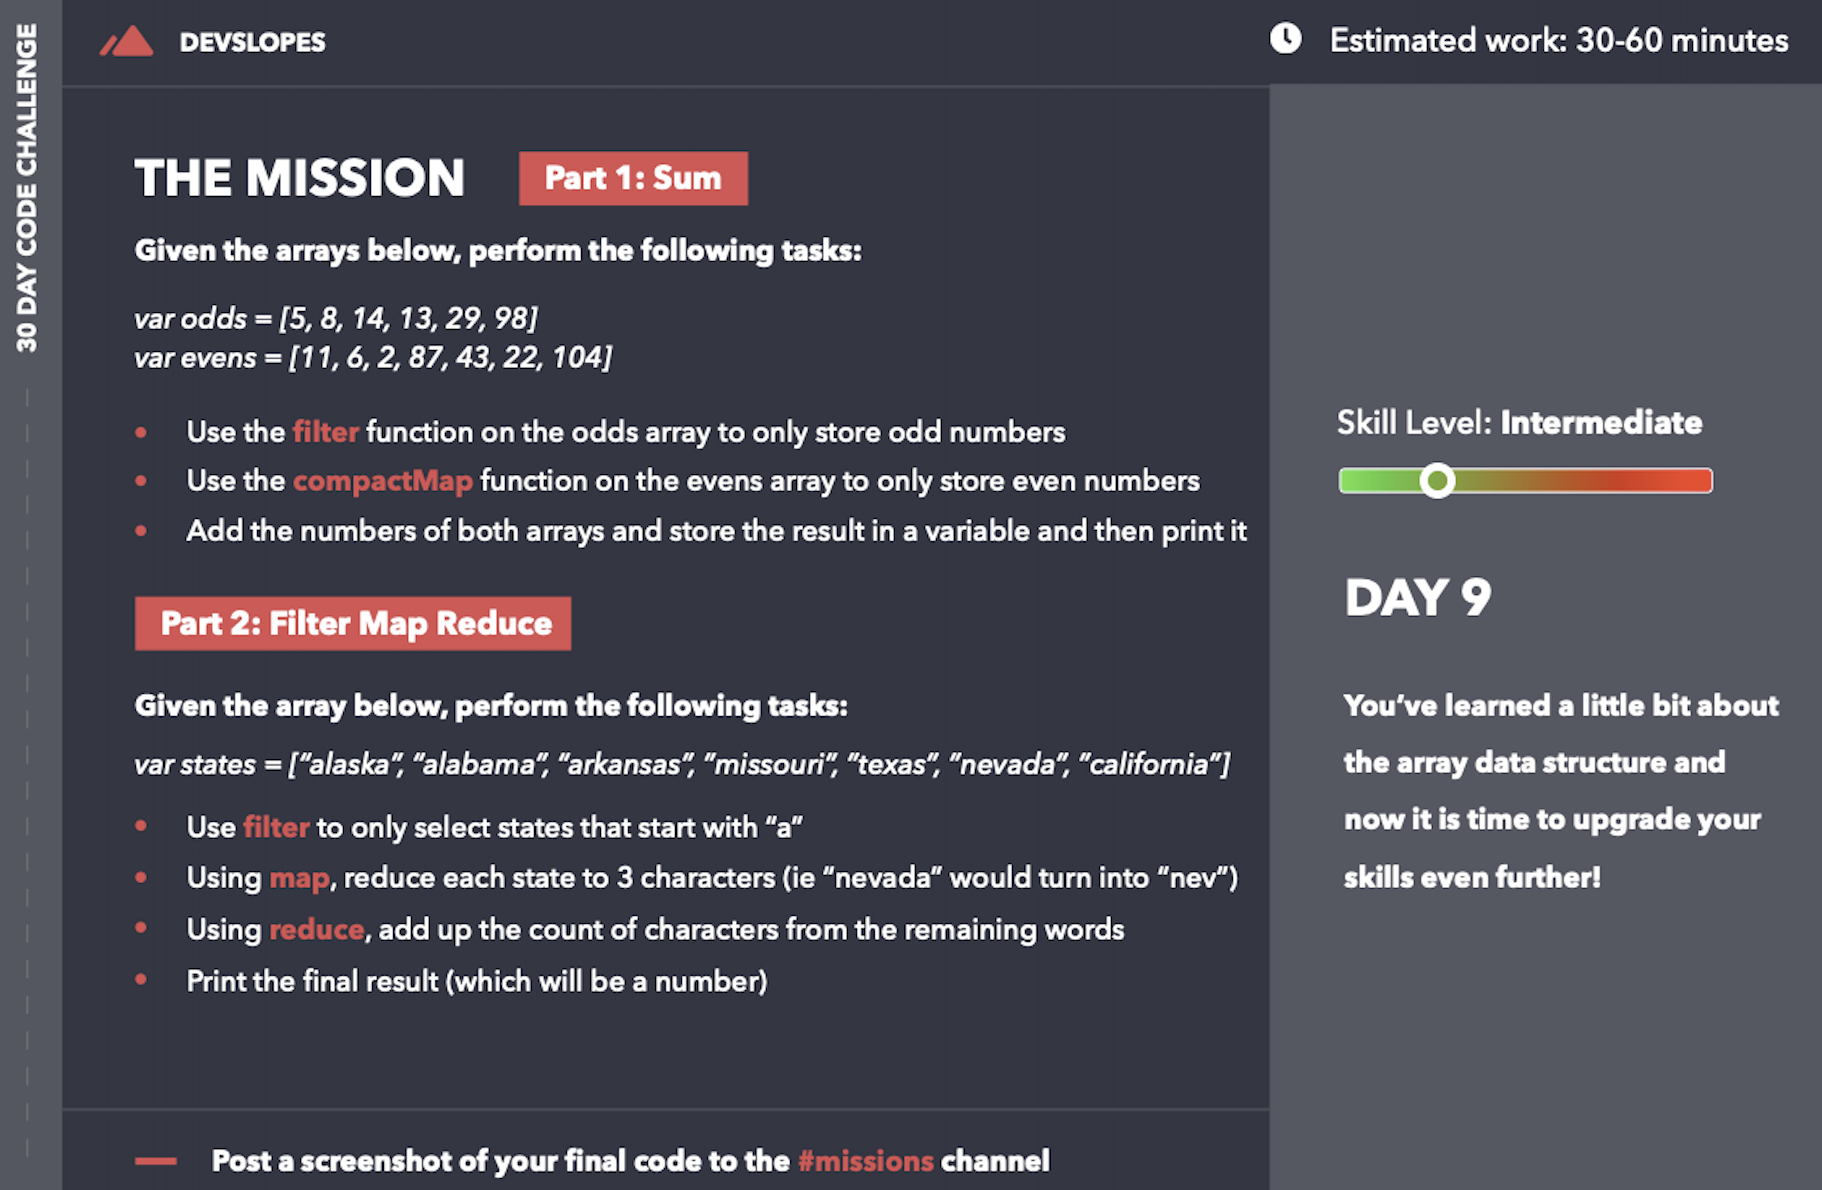 30 DAY CODE CHALLENGE
DEVSLOPES
Estimated work: 30-60 minutes
THE MISSION
Part 1: Sum
Given the arrays below, perform the following tasks:
var odds = [5, 8, 14, 13, 29, 98]
var evens = [11, 6, 2, 87, 43, 22, 104]
• Use the filter function on the odds array to only store odd numbers
• Use the compactMap function on the evens array to only store even numbers
• Add the numbers of both arrays and store the result in a variable and then print it
Part 2: Filter Map Reduce
Given the array below, perform the following tasks:
var states = [“alaska”, “alabama”, “arkansas”, “missouri”, “texas”, “nevada”, “california”]
• Use filter to only select states that start with “a”
• Using map, reduce each state to 3 characters (ie “nevada” would turn into “nev”)
• Using reduce, add up the count of characters from the remaining words
• Print the final result (which will be a number)
Post a screenshot of your final code to the #missions channel
Skill Level: Intermediate
DAY 9
You’ve learned a little bit about
the array data structure and
now it is time to upgrade your
skills even further!